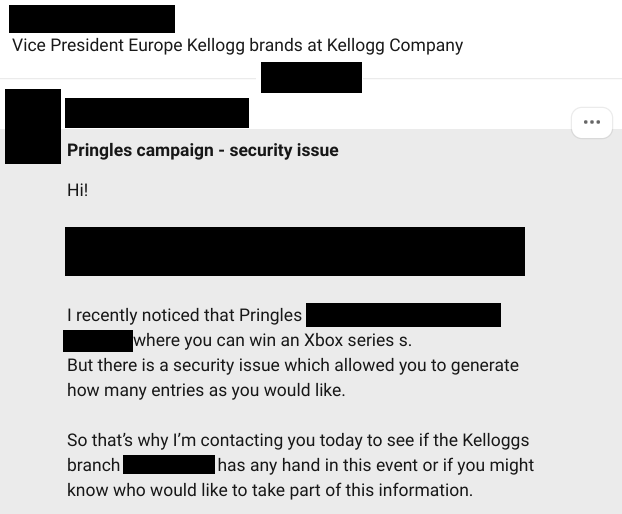 Vice President Europe Kellogg brands at Kellogg Company
Pringles campaign - security issue
Hi!
I recently noticed that Pringles
where you can win an Xbox series s.
But there is a security issue which allowed you to generate
how many entries as you would like.
So that’s why I’m contacting you today to see if the Kelloggs
branch has any hand in this event or if you might
know who would like to take part of this information.